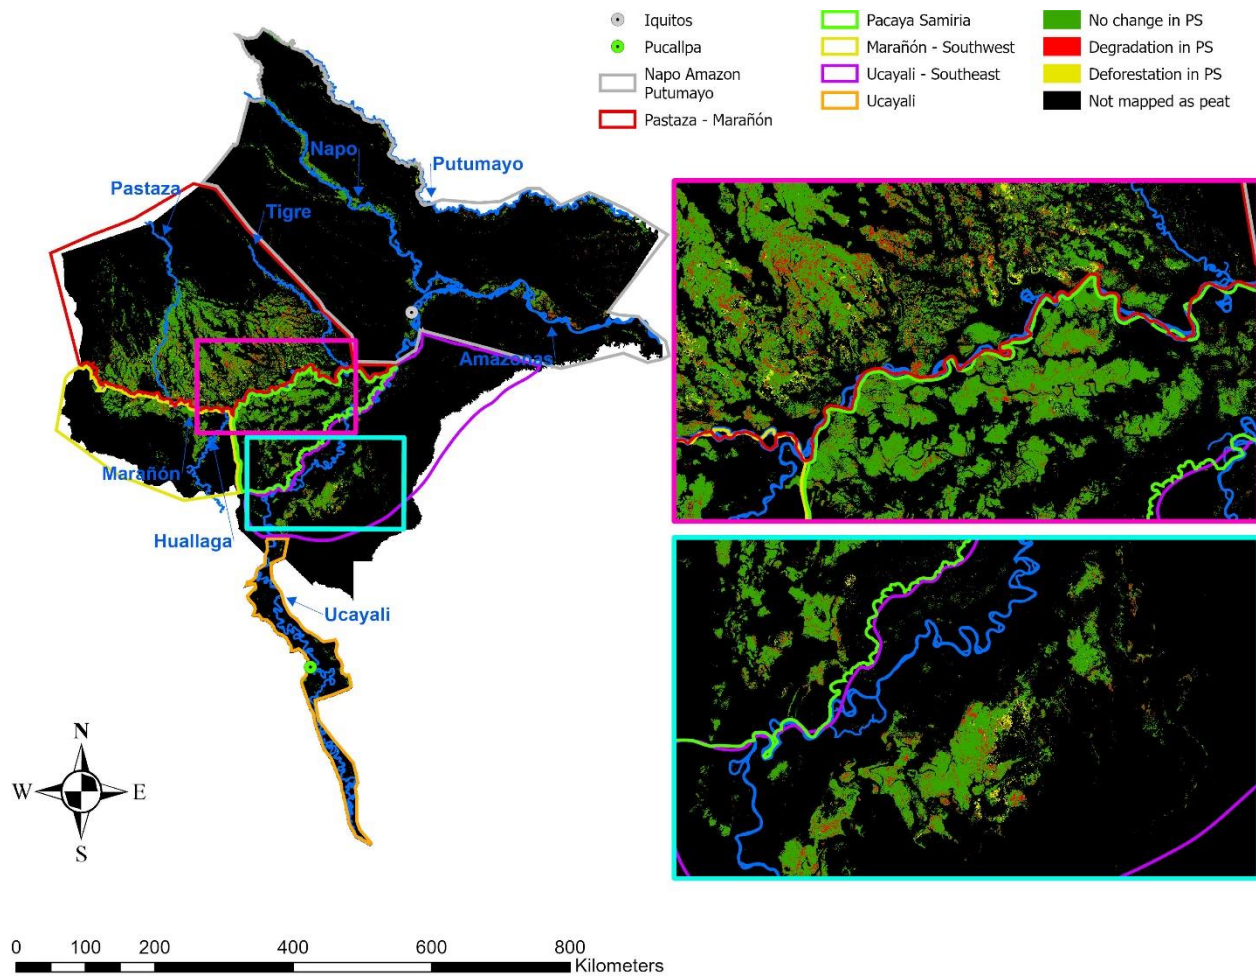 Iquitos
Pucallpa
Napo Amazon
Putumayo
Pastaza - Marañón
Pacaya Samiria
Marañón - Southwest
Ucayali - Southeast
Ucayali
No change in PS
Degradation in PS
Deforestation in PS
Not mapped as peat
Napo
Putumayo
Pastaza
Tigre
Amazonas
Marañón
Huallaga
Ucayali
N
W E
S
0 100 200 400 600 800
Kilometers